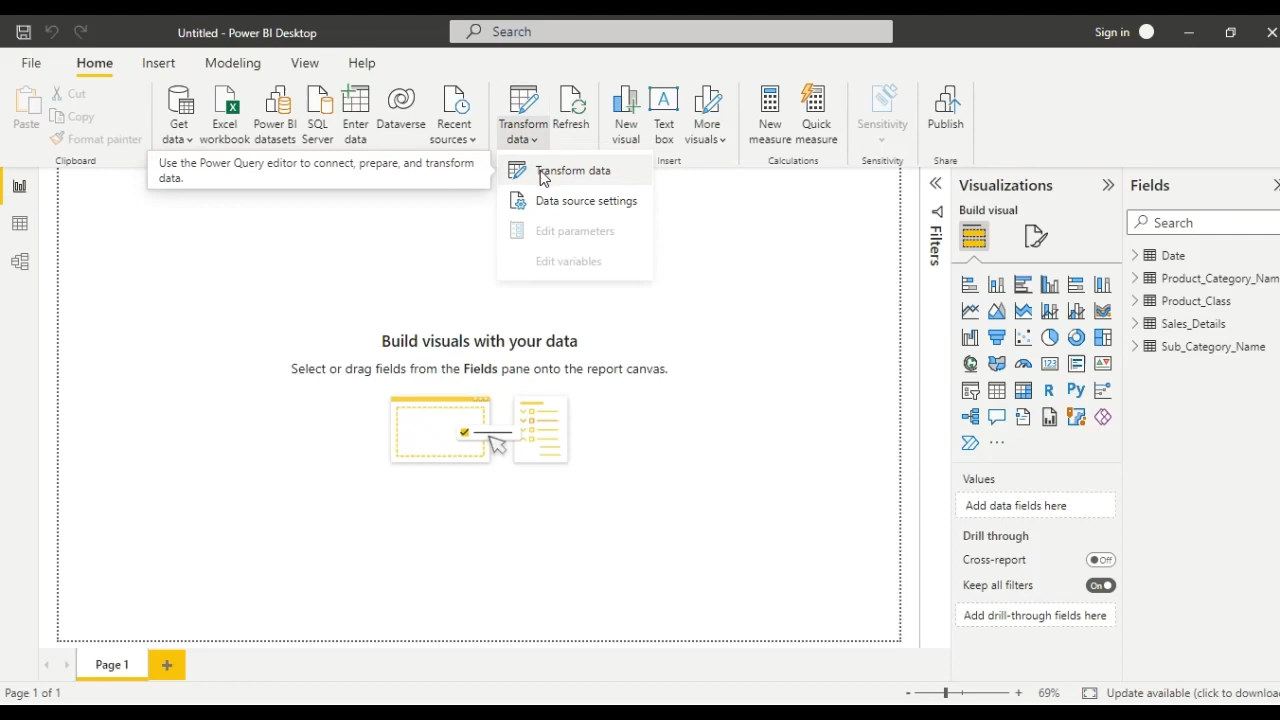 Untitled - Power BI Desktop
Search
Sign in
File
Home
Insert
Modeling
View
Help
Paste
Cut
Copy
Format painter
Clipboard
Get data
Excel workbook
Power BI datasets
SQL Server
Enter data
Dataverse
Recent sources
Transform data
Refresh
New visual
Text box
More visuals
Insert
New measure
Quick measure
Calculations
Sensitivity
Sensitivity
Publish
Share
Use the Power Query editor to connect, prepare, and transform
data.
Transform data
Data source settings
Edit parameters
Edit variables
Build visuals with your data
Select or drag fields from the Fields pane onto the report canvas.
Filters
Visualizations
Build visual
R
Py
123
Values
Add data fields here
Drill through
Cross-report
Off
Keep all filters
On
Add drill-through fields here
Fields
Search
Date
Product_Category_Nam
Product_Class
Sales_Details
Sub_Category_Name
Page 1
Page 1 of 1
- + 69%
Update available (click to downloa